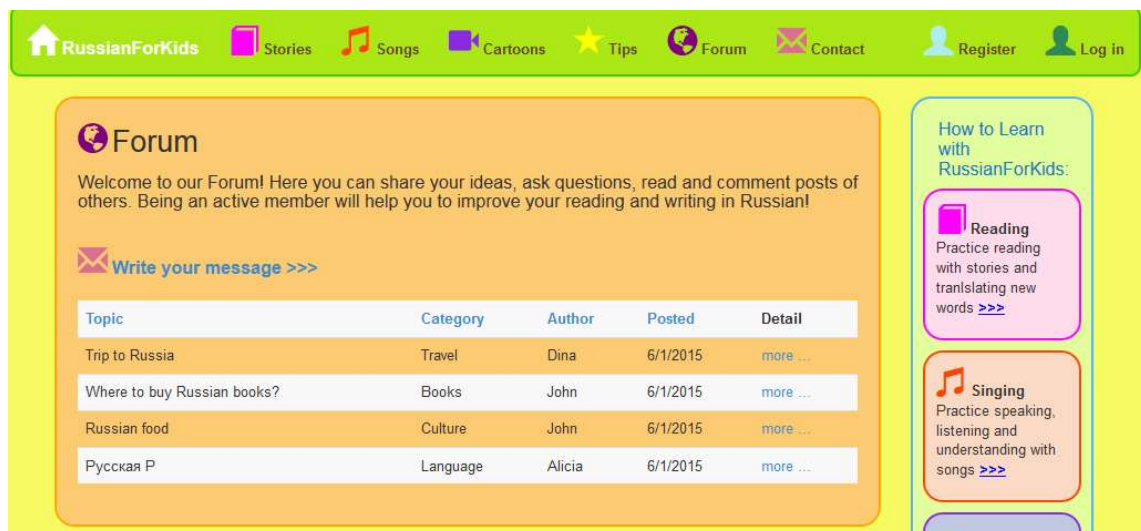 RussianForKids Stories Songs Cartoons Tips Forum Contact Register Log in
Forum
Welcome to our Forum! Here you can share your ideas, ask questions, read and comment posts of
others. Being an active member will help you to improve your reading and writing in Russian!
Write your message >>>
Topic Category Author Posted Detail
Trip to Russia Travel Dina 6/1/2015 more ...
Where to buy Russian books? Books John 6/1/2015 more ...
Russian food Culture John 6/1/2015 more ...
Русская Р Language Alicia 6/1/2015 more ...
How to Learn
with
RussianForKids:
Reading
Practice reading
with stories and
tranlslating new
words >>>
Singing
Practice speaking,
listening and
understanding with
songs >>>